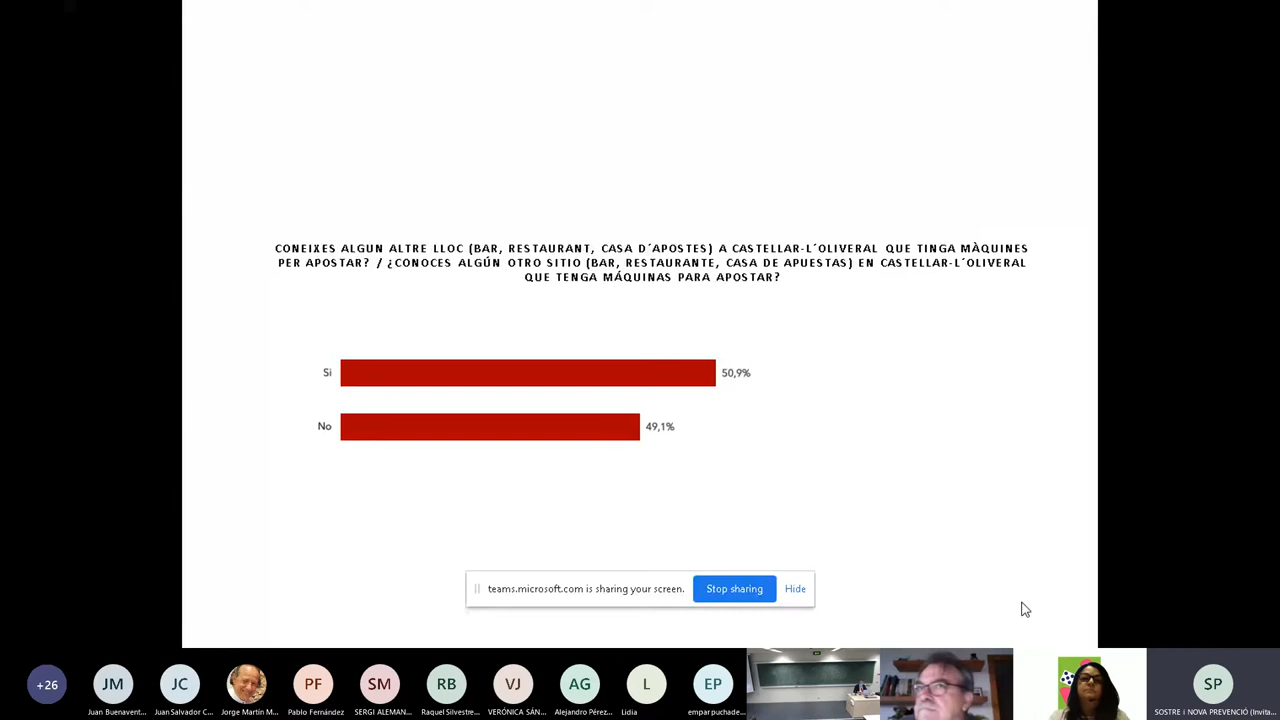 CONEIXES ALGUN ALTRE LLOC (BAR, RESTAURANT, CASA D´APOSTES) A CASTELLAR-L´OLIVERAL QUE TINGA MÀQUINES
PER APOSTAR? / ¿CONOCES ALGÚN OTRO SITIO (BAR, RESTAURANTE, CASA DE APUESTAS) EN CASTELLAR-L´OLIVERAL
QUE TENGA MÁQUINAS PARA APOSTAR?
Si 50,9%
No 49,1%
teams.microsoft.com is sharing your screen. Stop sharing Hide
+26 JM JC PF SM RB VJ AG L EP SP
Juan Buenavent... Juan Salvador C... Jorge Martín M... Pablo Fernández SERGI ALEMAN... Raquel Silvestre... VERÓNICA SÁN... Alejandro Pérez... Lidia empar puchade... SOSTRE i NOVA PREVENCIÓ (Invita...